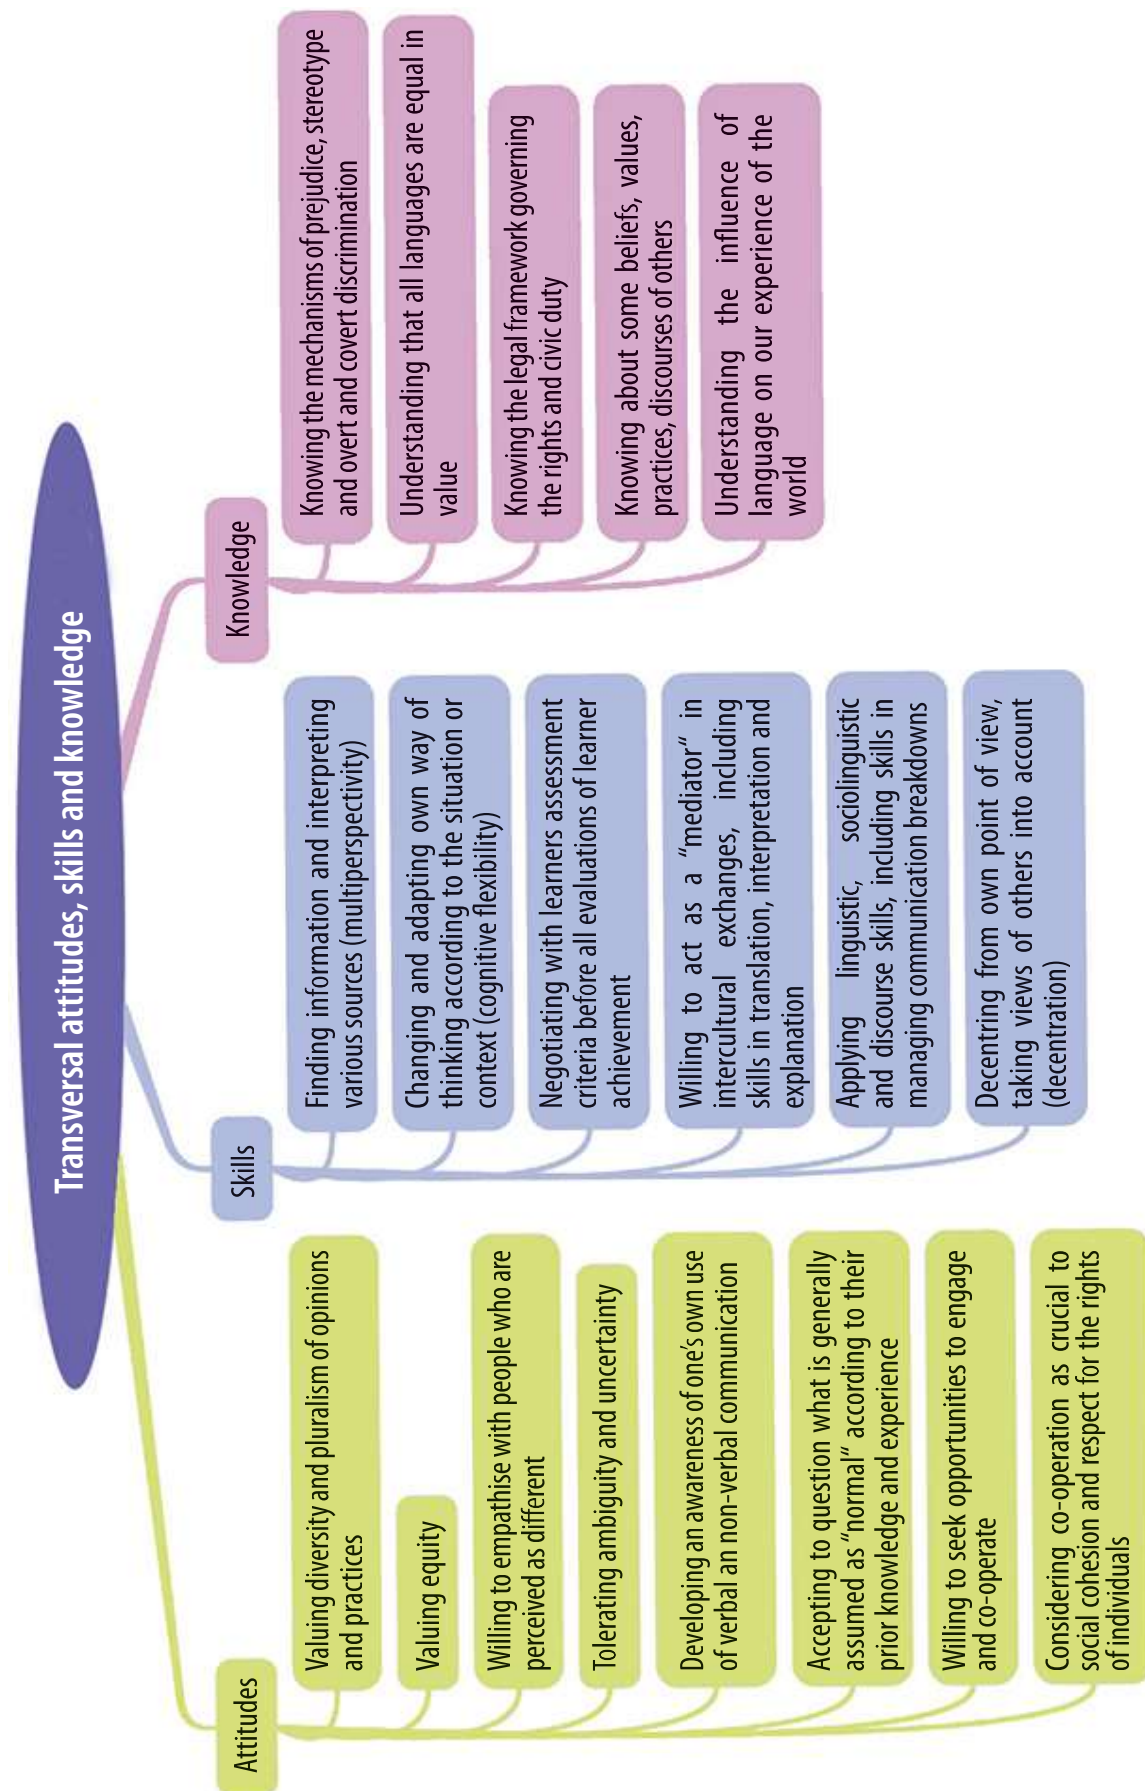 Transversal attitudes, skills and knowledge
Attitudes
Valuing diversity and pluralism of opinions
and practices
Valuing equity
Willing to empathise with people who are
perceived as different
Tolerating ambiguity and uncertainty
Developing an awareness of one’s own use
of verbal an non-verbal communication
Accepting to question what is generally
assumed as “normal“ according to their
prior knowledge and experience
Willing to seek opportunities to engage
and co-operate
Considering co-operation as crucial to
social cohesion and respect for the rights
of individuals
Skills
Finding information and interpreting
various sources (multiperspectivity)
Changing and adapting own way of
thinking according to the situation or
context (cognitive flexibility)
Negotiating with learners assessment
criteria before all evaluations of learner
achievement
Willing to act as a “mediator“ in
intercultural exchanges, including
skills in translation, interpretation and
explanation
Applying linguistic, sociolinguistic
and discourse skills, including skills in
managing communication breakdowns
Decentring from own point of view,
taking views of others into account
(decentration)
Knowledge
Knowing the mechanisms of prejudice, stereotype
and overt and covert discrimination
Understanding that all languages are equal in
value
Knowing the legal framework governing
the rights and civic duty
Knowing about some beliefs, values,
practices, discourses of others
Understanding the influence of
language on our experience of the
world